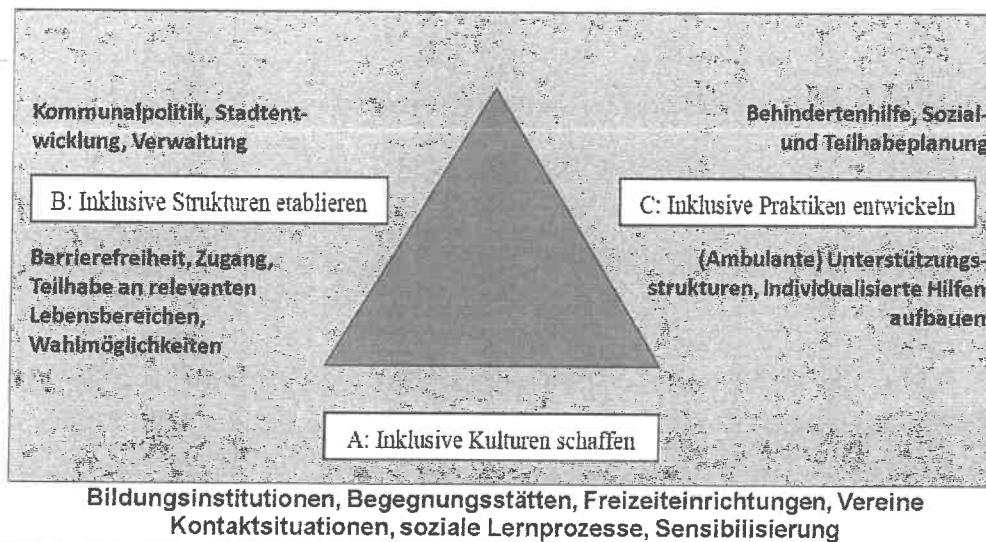 Kommunalpolitik, Stadtent-
wicklung, Verwaltung
B: Inklusive Strukturen etablieren
Barrierefreiheit, Zugang,
Teilhabe an relevanten
Lebensbereichen,
Wahlmöglichkeiten
Behindertenhilfe, Sozial-
und Teilhabeplanung
C: Inklusive Praktiken entwickeln
(Ambulante) Unterstützungs-
strukturen, Individualisierte Hilfen
aufbauen
A: Inklusive Kulturen schaffen
Bildungsinstitutionen, Begegnungsstätten, Freizeiteinrichtungen, Vereine
Kontaktsituationen, soziale Lernprozesse, Sensibilisierung